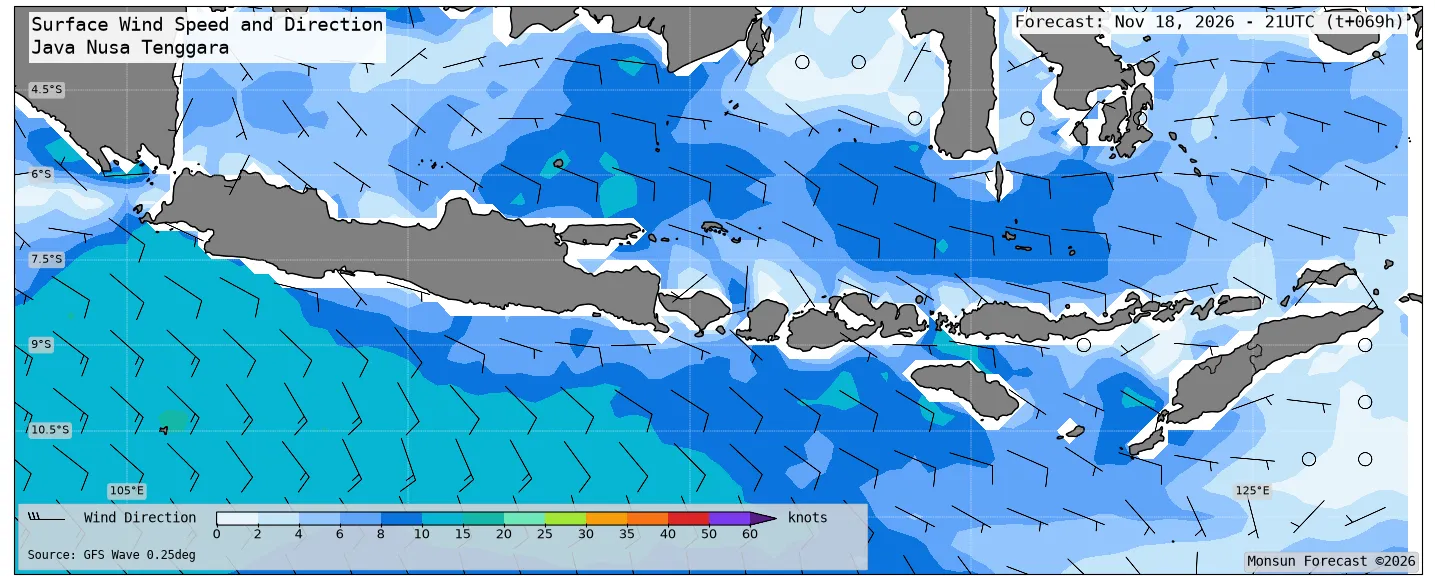 Surface Wind Speed and Direction
Java Nusa Tenggara
Forecast: Nov 18, 2026 - 21UTC (t+069h)
4.5°S
6°S
7.5°S
9°S
10.5°S
105°E
125°E
Wind Direction
0 2 4 6 8 10 15 20 25 30 35 40 50 60
knots
Source: GFS Wave 0.25deg
Monsun Forecast ©2026